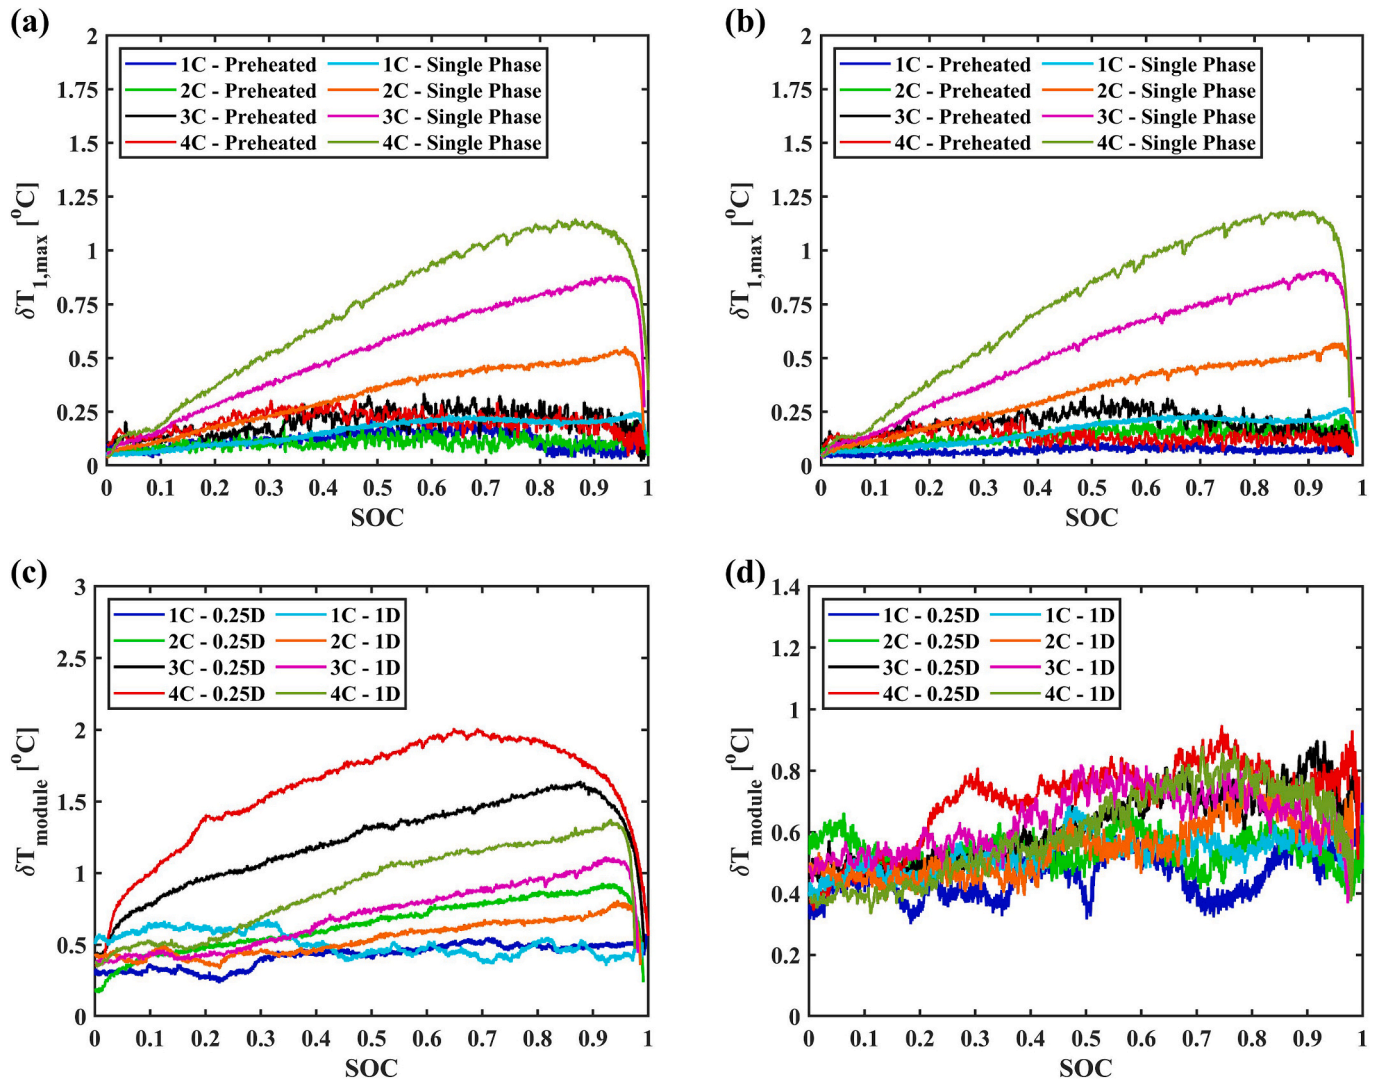 (a)
2
1.75
1.5
1.25
1
0.75
0.5
0.25
0
δT1,max [oC]
1C - Preheated 1C - Single Phase
2C - Preheated 2C - Single Phase
3C - Preheated 3C - Single Phase
4C - Preheated 4C - Single Phase
0 0.1 0.2 0.3 0.4 0.5 0.6 0.7 0.8 0.9 1
SOC
(b)
2
1.75
1.5
1.25
1
0.75
0.5
0.25
0
δT1,max [oC]
1C - Preheated 1C - Single Phase
2C - Preheated 2C - Single Phase
3C - Preheated 3C - Single Phase
4C - Preheated 4C - Single Phase
0 0.1 0.2 0.3 0.4 0.5 0.6 0.7 0.8 0.9 1
SOC
(c)
3
2.5
2
1.5
1
0.5
0
δTmodule [oC]
1C - 0.25D 1C - 1D
2C - 0.25D 2C - 1D
3C - 0.25D 3C - 1D
4C - 0.25D 4C - 1D
0 0.1 0.2 0.3 0.4 0.5 0.6 0.7 0.8 0.9 1
SOC
(d)
1.4
1.2
1
0.8
0.6
0.4
0.2
0
δTmodule [oC]
1C - 0.25D 1C - 1D
2C - 0.25D 2C - 1D
3C - 0.25D 3C - 1D
4C - 0.25D 4C - 1D
0 0.1 0.2 0.3 0.4 0.5 0.6 0.7 0.8 0.9 1
SOC